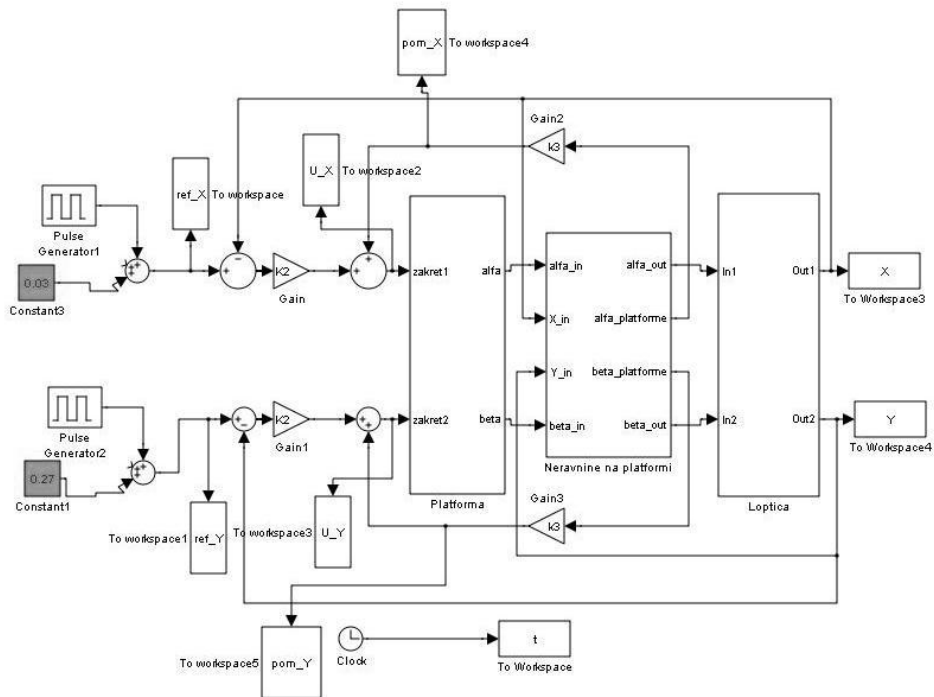 pom_X
To workspace4
Gain2
k3
ref_X
To workspace
U_X
To workspace2
Pulse
Generator1
0.03
Constant3
K2
Gain
zakret1
alfa
alfa_in
alfa_out
In1
Out1
X
To Workspace3
X_in
alfa_platforme
Y_in
beta_platforme
Pulse
Generator2
0.27
Constant1
K2
Gain1
zakret2
beta
beta_in
beta_out
In2
Out2
Y
To Workspace4
Platforma
Neravnine na platformi
Loptica
Gain3
k3
To workspace1
ref_Y
To workspace3
U_Y
To workspace5
pom_Y
Clock
t
To Workspace